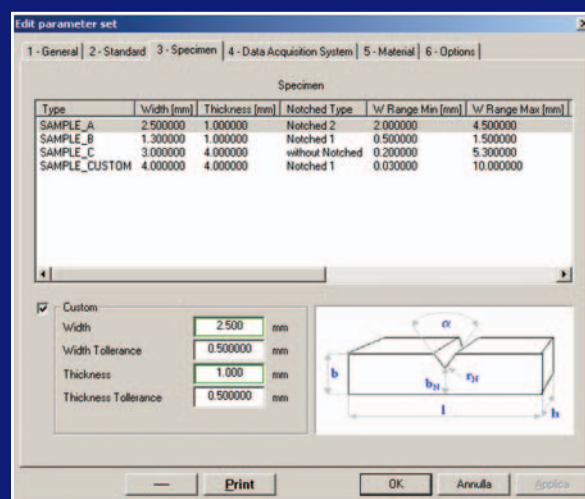 Edit parameter set
1 - General 2 - Standard 3 - Specimen 4 - Data Acquisition System 5 - Material 6 - Options
Specimen
Type Width [mm] Thickness [mm] Notched Type W Range Min [mm] W Range Max [mm]
SAMPLE_A 2.500000 1.000000 Notched 2 2.000000 4.500000
SAMPLE_B 1.300000 1.000000 Notched 1 0.500000 1.500000
SAMPLE_C 3.000000 4.000000 without Notched 0.200000 5.300000
SAMPLE_CUSTOM 4.000000 4.000000 Notched 1 0.030000 10.000000
Custom
Width 2.500 mm
Width Tollerance 0.500000 mm
Thickness 1.000 mm
Thickness Tollerance 0.500000 mm
α
b
bN
rN
l
h
Print OK Annulla Applica